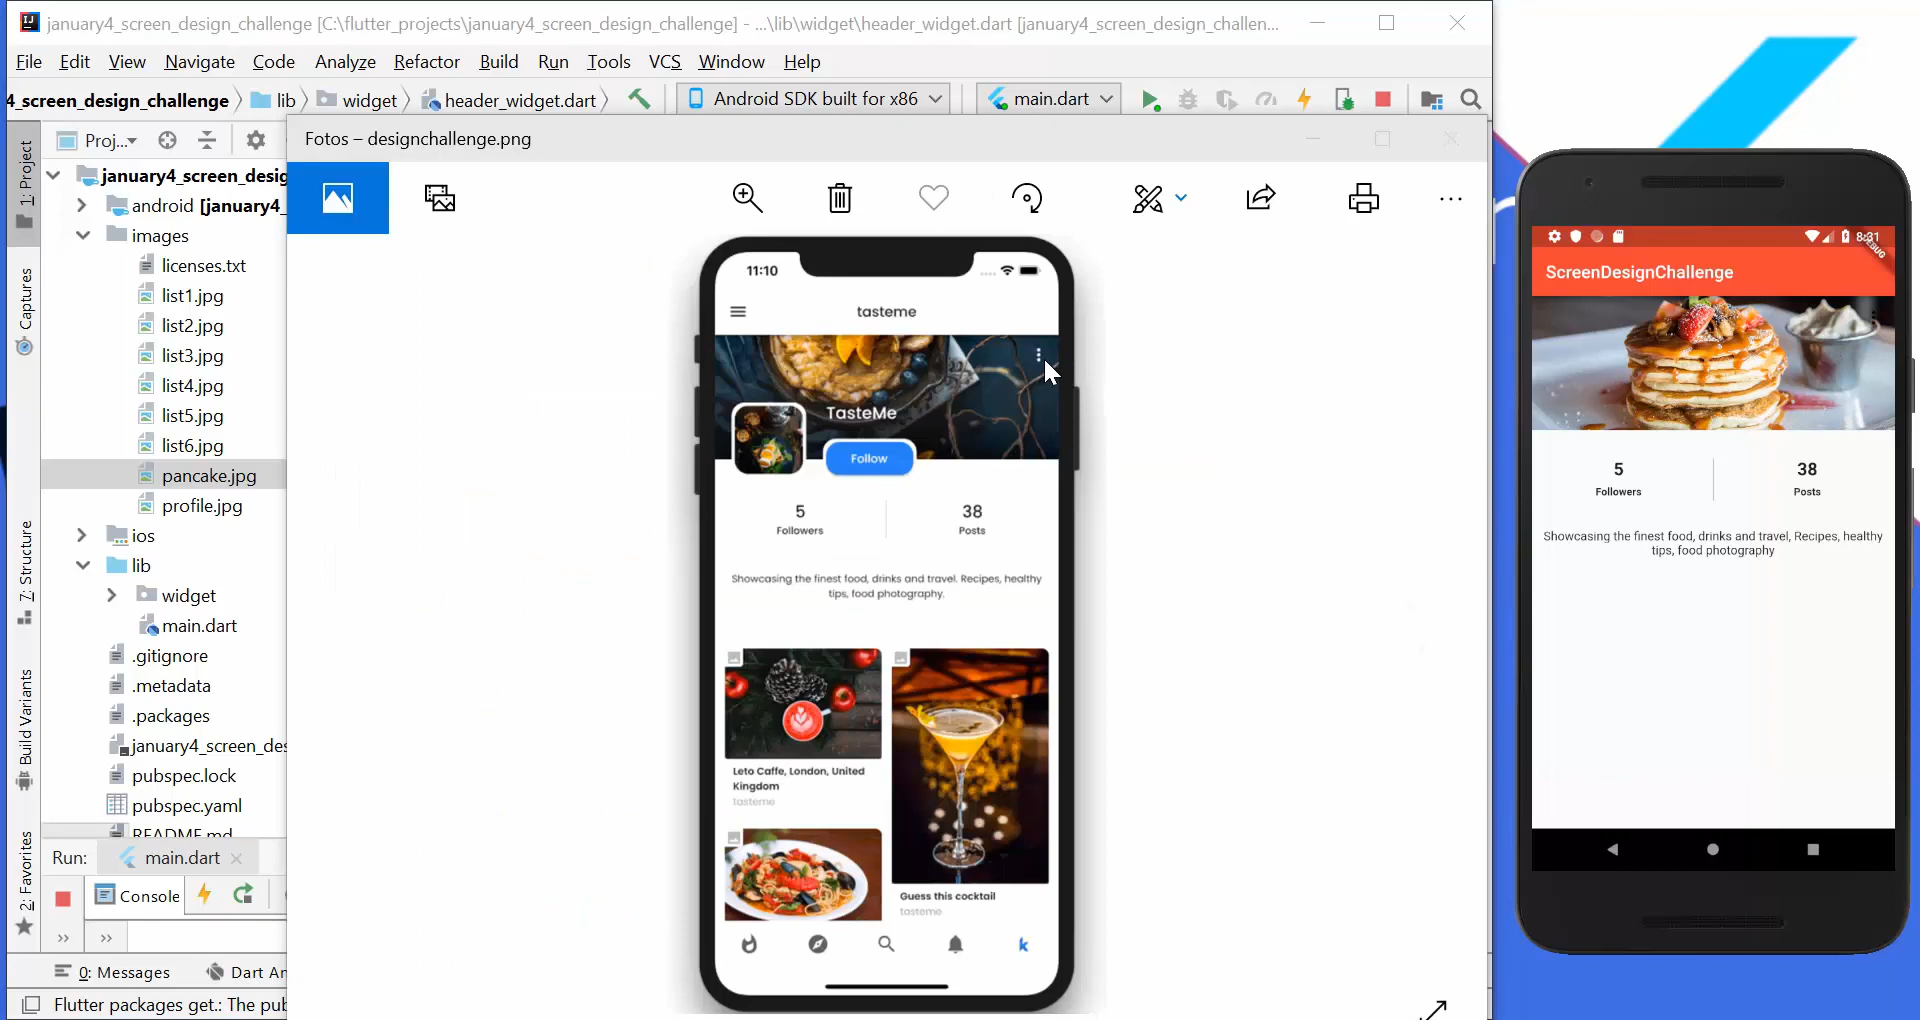 january4_screen_design_challenge [C:\flutter_projects\january4_screen_design_challenge] - ...\lib\widget\header_widget.dart [january4_screen_design_challen...
File Edit View Navigate Code Analyze Refactor Build Run Tools VCS Window Help
4_screen_design_challenge lib widget header_widget.dart Android SDK built for x86 main.dart
Proj...
Fotos – designchallenge.png
1: Project
Captures
7: Structure
Build Variants
2: Favorites
january4_screen_desig
android [january4_
images
licenses.txt
list1.jpg
list2.jpg
list3.jpg
list4.jpg
list5.jpg
list6.jpg
pancake.jpg
profile.jpg
ios
lib
widget
main.dart
.gitignore
.metadata
.packages
january4_screen_des
pubspec.lock
pubspec.yaml
README.md
Run: main.dart
Console
0: Messages Dart An
Flutter packages get.: The pub
11:10
tasteme
TasteMe
Follow
5 38
Followers Posts
Showcasing the finest food, drinks and travel. Recipes, healthy
tips, food photography.
Leto Caffe, London, United
Kingdom
tasteme
Guess this cocktail
tasteme
k
8:31
DEBUG
ScreenDesignChallenge
5 38
Followers Posts
Showcasing the finest food, drinks and travel, Recipes, healthy
tips, food photography